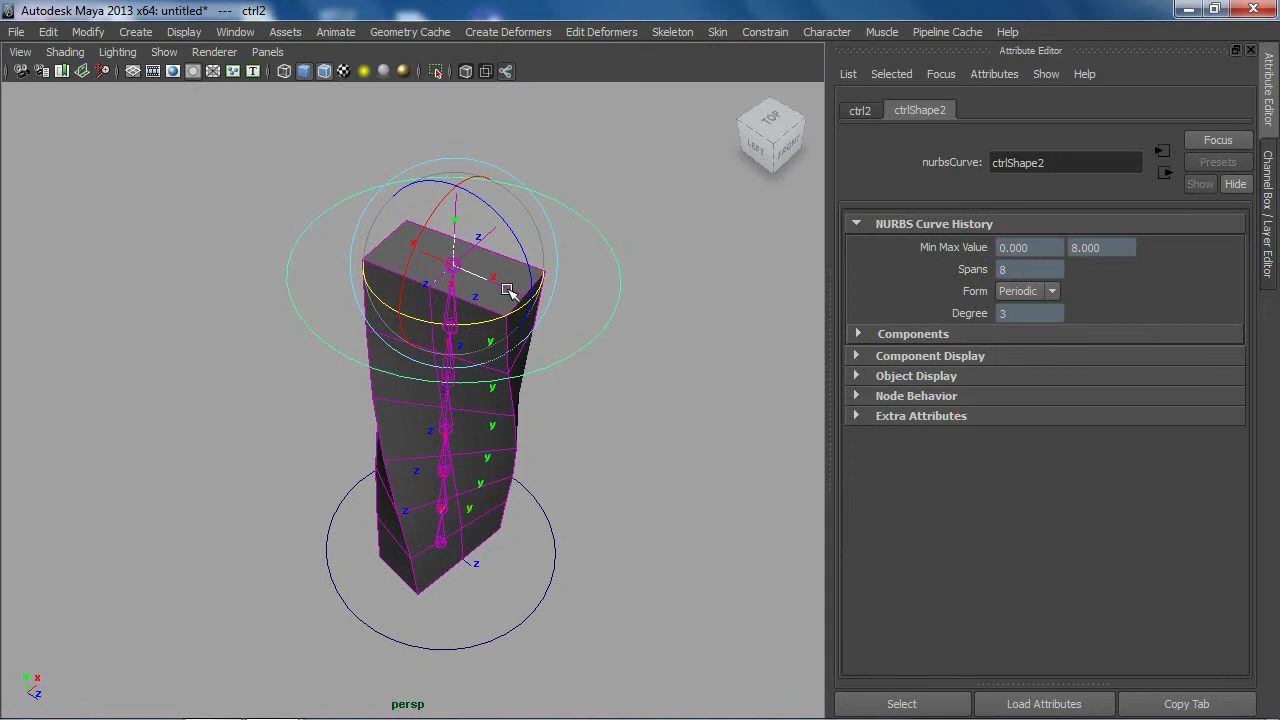 Autodesk Maya 2013 x64: untitled*   ---   ctrl2
File Edit Modify Create Display Window Assets Animate Geometry Cache Create Deformers Edit Deformers Skeleton Skin Constrain Character Muscle Pipeline Cache Help
View Shading Lighting Show Renderer Panels
Attribute Editor
List Selected Focus Attributes Show Help
ctrl2 ctrlShape2
Focus
nurbsCurve: ctrlShape2
Presets
Show Hide
NURBS Curve History
Min Max Value 0.000 8.000
Spans 8
Form Periodic
Degree 3
Components
Component Display
Object Display
Node Behavior
Extra Attributes
Select Load Attributes Copy Tab
Attribute Editor
Channel Box / Layer Editor
TOP
LEFT FRONT
T
y
z
x
x
z
z
z
y
y
y
z
y
z
y
z
y
z
y x
z
persp